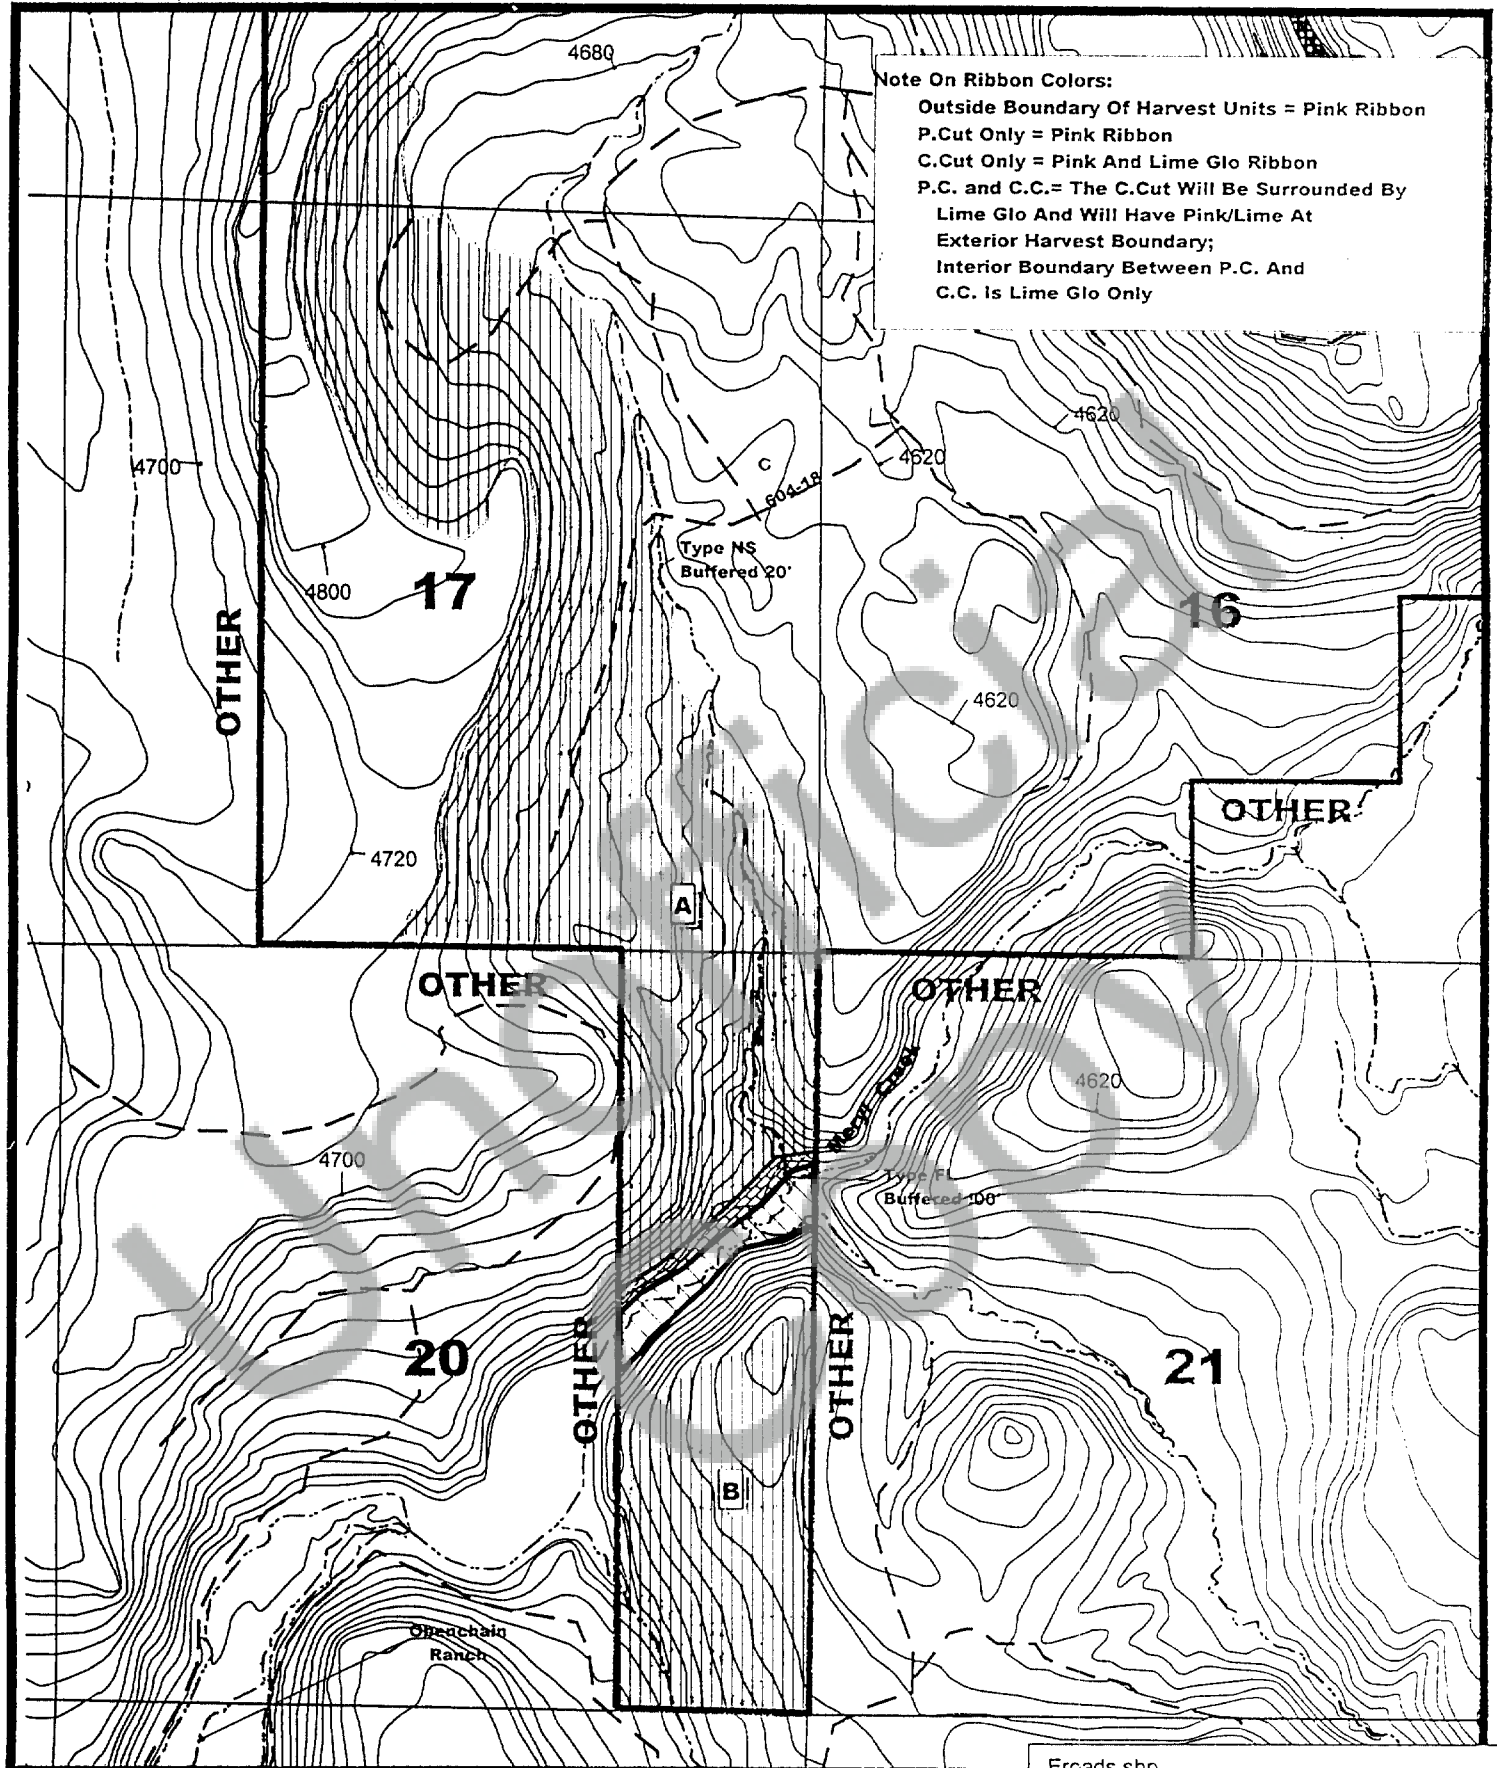 4680
Note On Ribbon Colors:
Outside Boundary Of Harvest Units = Pink Ribbon
P.Cut Only = Pink Ribbon
C.Cut Only = Pink And Lime Glo Ribbon
P.C. and C.C.= The C.Cut Will Be Surrounded By
Lime Glo And Will Have Pink/Lime At
Exterior Harvest Boundary;
Interior Boundary Between P.C. And
C.C. Is Lime Glo Only
4620
4620
4700
C
604-18
Type NS
Buffered 20'
4800
17
16
OTHER
4620
OTHER
4720
A
OTHER
OTHER
Meryl Creek
4620
4700
Type F
Buffered
20
OTHER
OTHER
21
B
Obenchain
Ranch
Unofficial
Copy